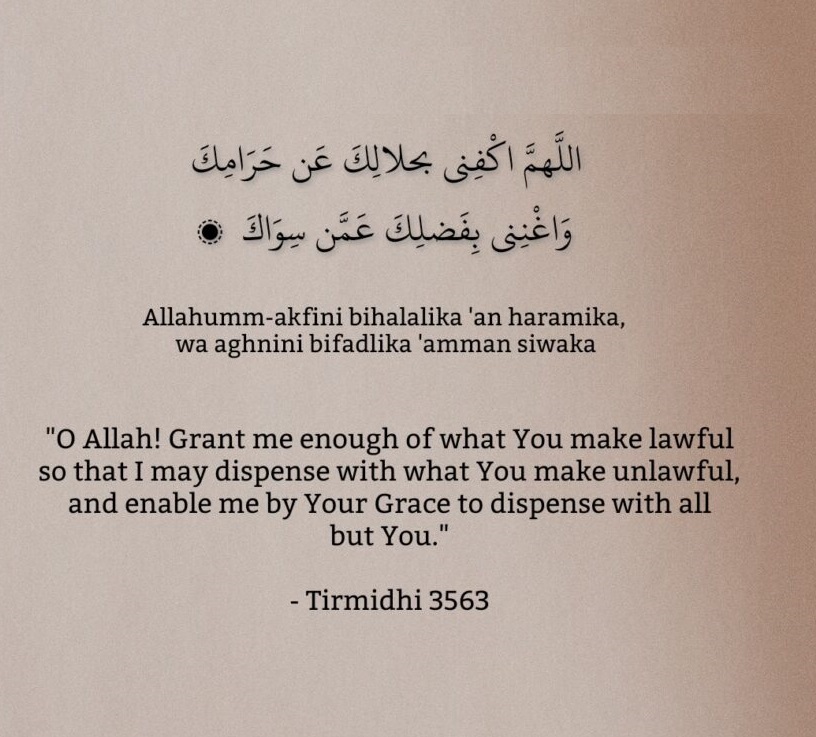 اللَّهمَّ اكْفِنى بحلالِكَ عَن حَرَامِكَ
وَاغْنِنِى بِفَضلِكَ عَمَّن سِوَاكَ
Allahumm-akfini bihalalika 'an haramika,
wa aghnini bifadlika 'amman siwaka
"O Allah! Grant me enough of what You make lawful
so that I may dispense with what You make unlawful,
and enable me by Your Grace to dispense with all
but You."
- Tirmidhi 3563